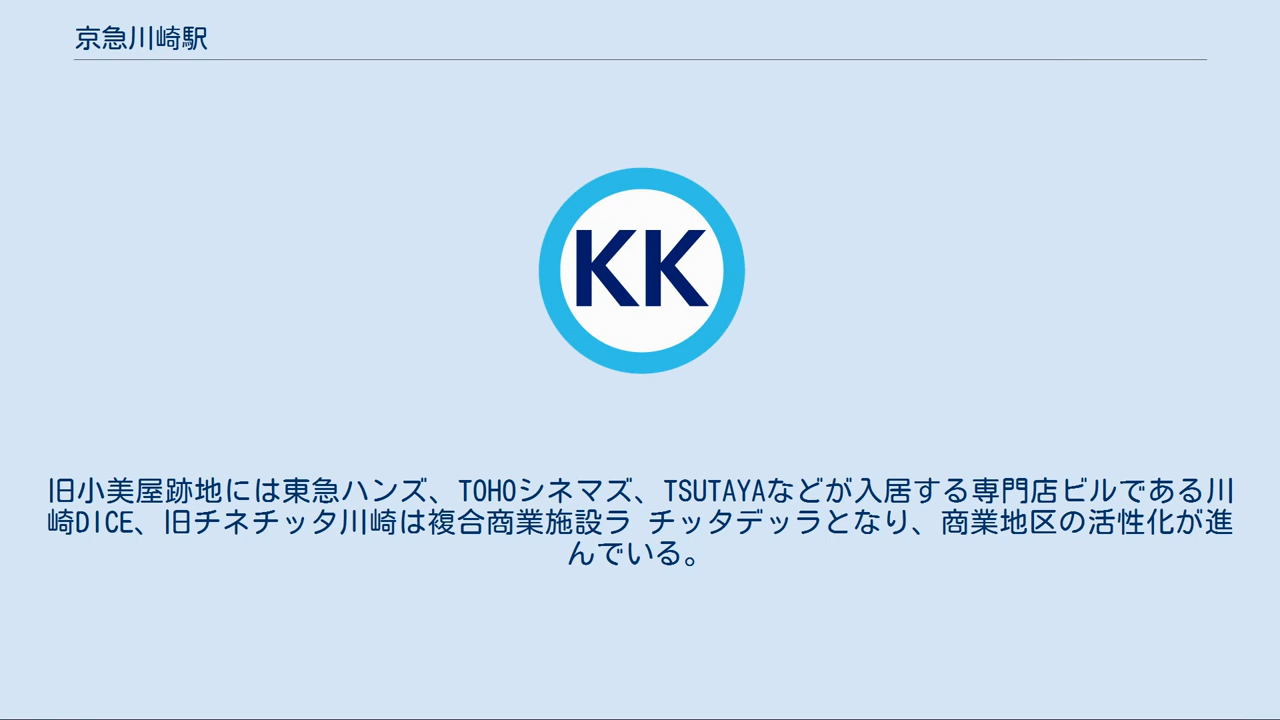 京急川崎駅
KK
旧小美屋跡地には東急ハンズ、TOHOシネマズ、TSUTAYAなどが入居する専門店ビルである川
崎DICE、旧チネチッタ川崎は複合商業施設ラ チッタデッラとなり、商業地区の活性化が進
んでいる。